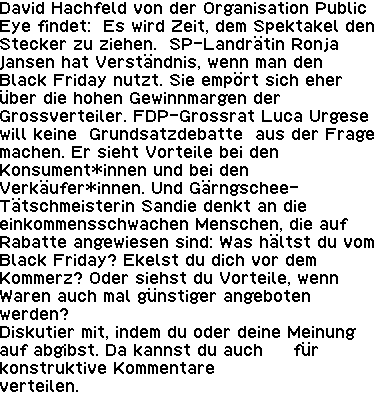 David Hachfeld von der Organisation Public
Eye findet: Es wird Zeit, dem Spektakel den
Stecker zu ziehen. SP-Landrätin Ronja
Jansen hat Verständnis, wenn man den
Black Friday nutzt. Sie empört sich eher
über die hohen Gewinnmargen der
Grossverteiler. FDP-Grossrat Luca Urgese
will keine Grundsatzdebatte aus der Frage
machen. Er sieht Vorteile bei den
Konsument*innen und bei den
Verkäufer*innen. Und Gärngschee-
Tätschmeisterin Sandie denkt an die
einkommensschwachen Menschen, die auf
Rabatte angewiesen sind: Was hältst du vom
Black Friday? Ekelst du dich vor dem
Kommerz? Oder siehst du Vorteile, wenn
Waren auch mal günstiger angeboten
werden?
Diskutier mit, indem du oder deine Meinung
auf abgibst. Da kannst du auch für
konstruktive Kommentare
verteilen.